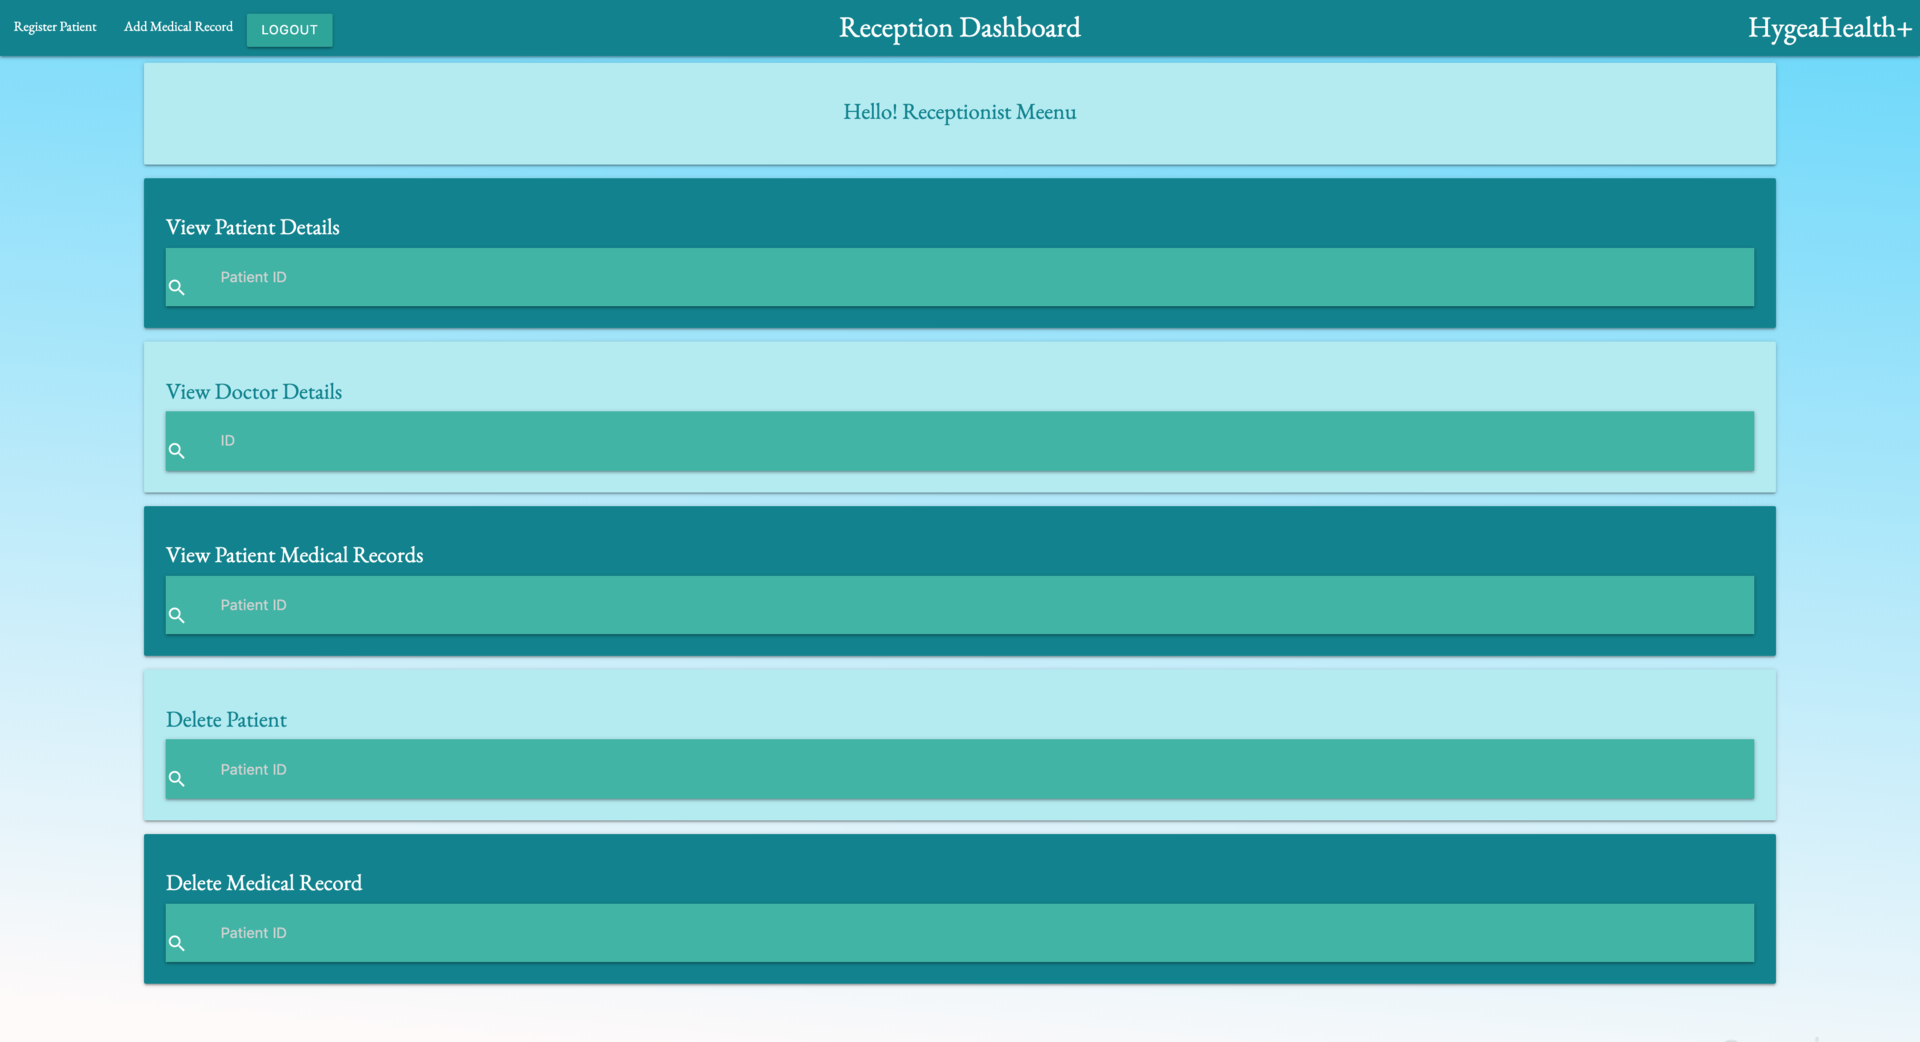 Register Patient
Add Medical Record
LOGOUT
Reception Dashboard
HygeaHealth+
Hello! Receptionist Meenu
View Patient Details
Patient ID
View Doctor Details
ID
View Patient Medical Records
Patient ID
Delete Patient
Patient ID
Delete Medical Record
Patient ID